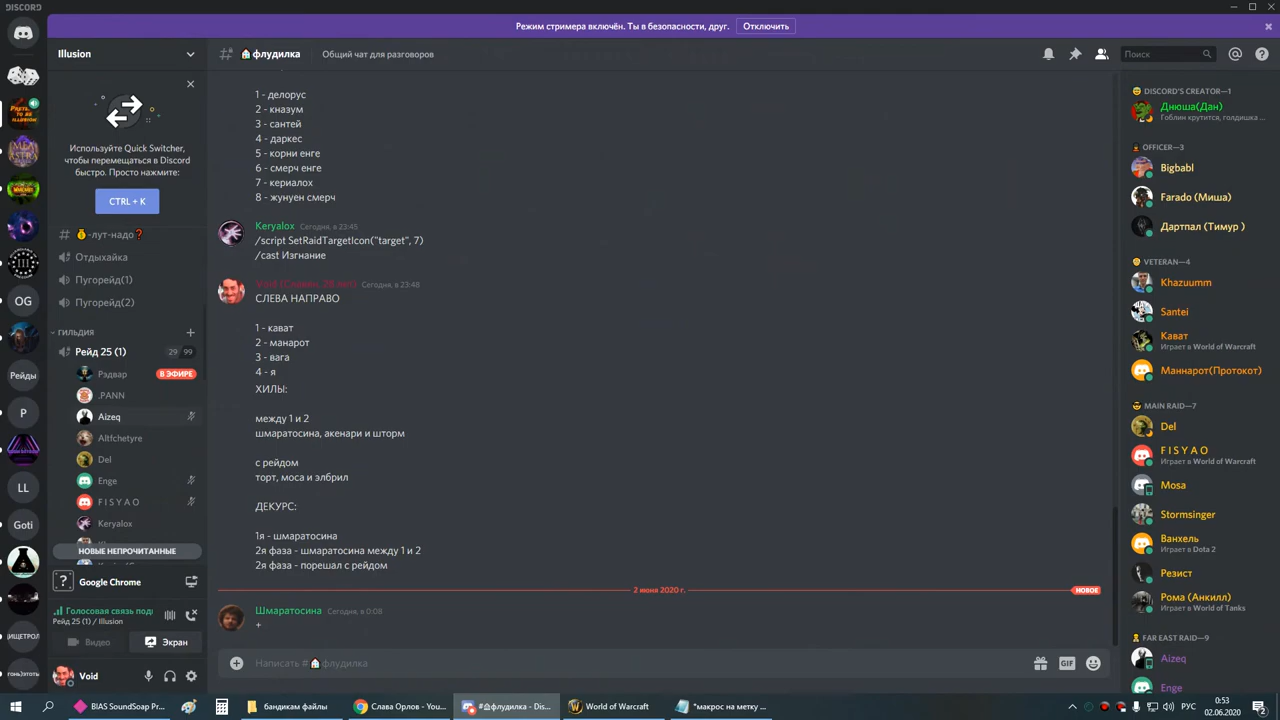 DISCORD
Режим стримера включён. Ты в безопасности, друг.
Отключить
Illusion
флудилка
Общий чат для разговоров
Поиск
Используйте Quick Switcher,
чтобы перемещаться в Discord
быстро. Просто нажмите:
CTRL + K
-лут-надо
Отдыхайка
Пугорейд(1)
Пугорейд(2)
ГИЛЬДИЯ
Рейд 25 (1)
29 99
Рэдвар
В ЭФИРЕ
.PANN
Aizeq
Altfchetyre
Del
Enge
F I S Y A O
Keryalox
НОВЫЕ НЕПРОЧИТАННЫЕ
Google Chrome
Голосовая связь подк
Рейд 25 (1) / Illusion
Видео
Экран
Void
OG
Рейды
P
LL
Goti
1 - делорус
2 - кназум
3 - сантей
4 - даркес
5 - корни енге
6 - смерч енге
7 - кериалох
8 - жунуен смерч
Keryalox Сегодня, в 23:45
/script SetRaidTargetIcon("target", 7)
/cast Изгнание
Void (Славян, 28 лет) Сегодня, в 23:48
СЛЕВА НАПРАВО
1 - кават
2 - манарот
3 - вага
4 - я
ХИЛЫ:
между 1 и 2
шмаратосина, акенари и шторм
с рейдом
торт, моса и элбрил
ДЕКУРС:
1я - шмаратосина
2я фаза - шмаратосина между 1 и 2
2я фаза - порешал с рейдом
2 июня 2020 г.
НОВОЕ
Шмаратосина Сегодня, в 0:08
+
Написать #флудилка
GIF
DISCORD'S CREATOR—1
Днюша(Дан)
Гоблин крутится, голдишка ...
OFFICER—3
Bigbabl
Farado (Миша)
Дартпал (Тимур )
VETERAN—4
Khazuumm
Santei
Кават
Играет в World of Warcraft
Маннарот(Протокот)
MAIN RAID—7
Del
F I S Y A O
Играет в World of Warcraft
Mosa
Stormsinger
Ванхель
Играет в Dota 2
Резист
Рома (Анкилл)
Играет в World of Tanks
FAR EAST RAID—9
Aizeq
Enge
BIAS SoundSoap Pr...
бандикам файлы
Слава Орлов - You...
#флудилка - Dis...
World of Warcraft
*макрос на метку ...
РУС
0:53
02.06.2020
2